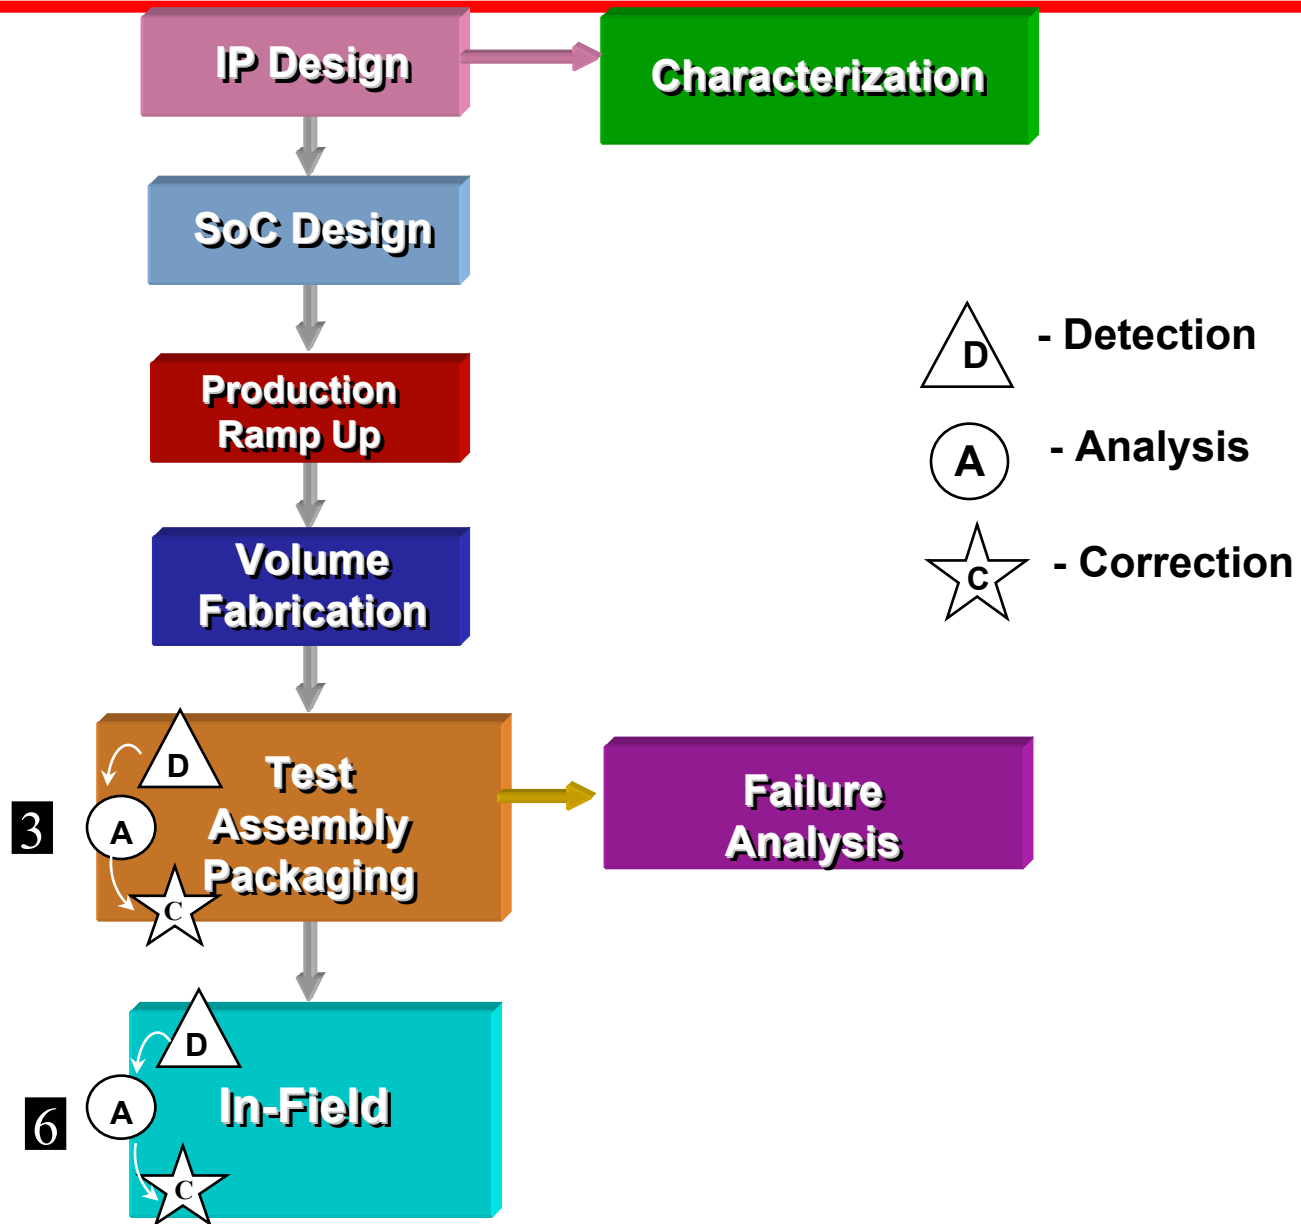 IP Design
Characterization
SoC Design
D
- Detection
Production
Ramp Up
A
- Analysis
C
- Correction
Volume
Fabrication
D
Test
Assembly
Packaging
3
A
C
Failure
Analysis
D
In-Field
6
A
C